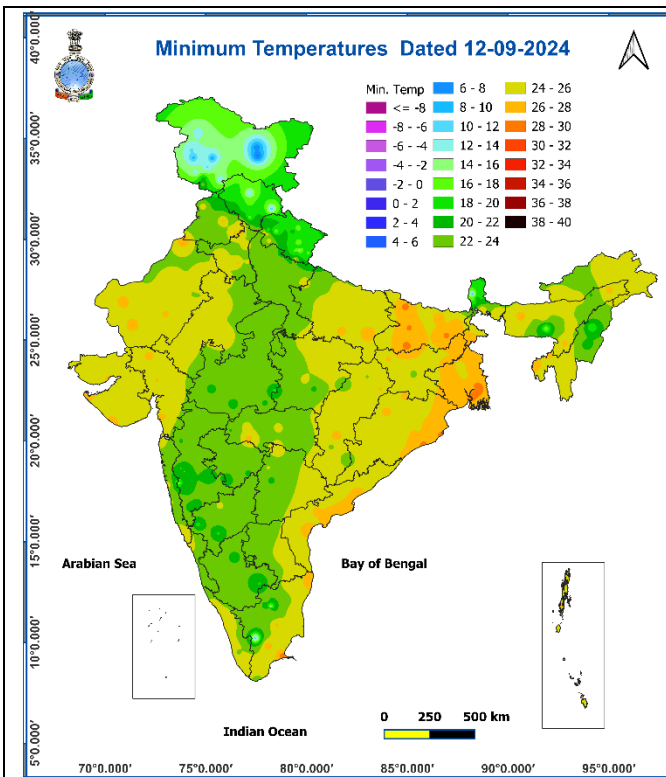 Minimum Temperatures Dated 12-09-2024
Min. Temp
<= -8
-8 - -6
-6 - -4
-4 - -2
-2 - 0
0 - 2
2 - 4
4 - 6
6 - 8
8 - 10
10 - 12
12 - 14
14 - 16
16 - 18
18 - 20
20 - 22
22 - 24
24 - 26
26 - 28
28 - 30
30 - 32
32 - 34
34 - 36
36 - 38
38 - 40
40°0.000'
35°0.000'
30°0.000'
25°0.000'
20°0.000'
15°0.000'
10°0.000'
5°0.000'
Arabian Sea
Bay of Bengal
Indian Ocean
0 250 500 km
70°0.000' 75°0.000' 80°0.000' 85°0.000' 90°0.000' 95°0.000'